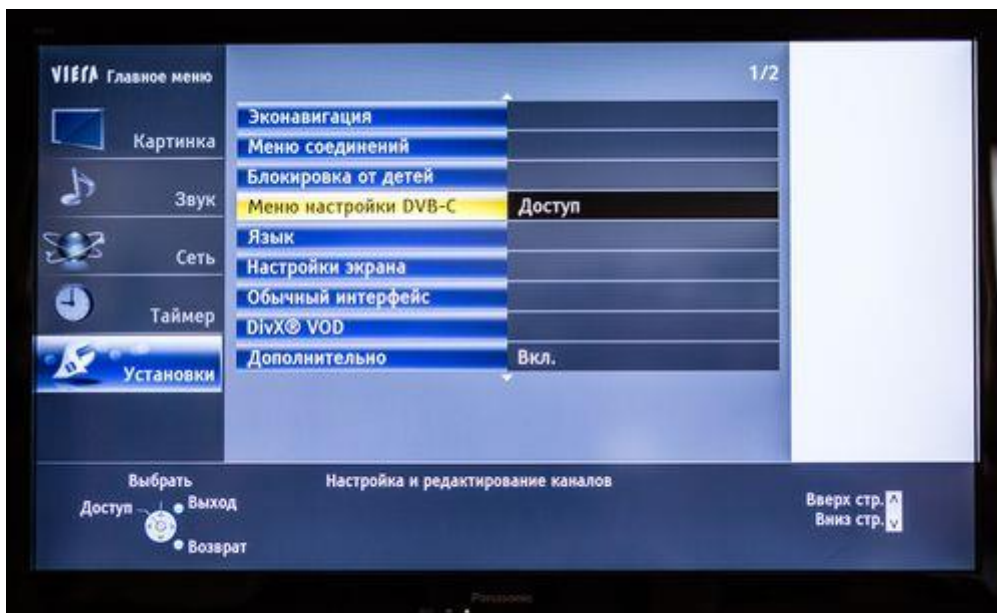 VIERA Главное меню
1/2
Картинка
Звук
Сеть
Таймер
Установки
Эконавигация
Меню соединений
Блокировка от детей
Меню настройки DVB-C
Доступ
Язык
Настройки экрана
Обычный интерфейс
DivX® VOD
Дополнительно
Вкл.
Выбрать
Доступ
Выход
Возврат
Настройка и редактирование каналов
Вверх стр.
Вниз стр.
Panasonic